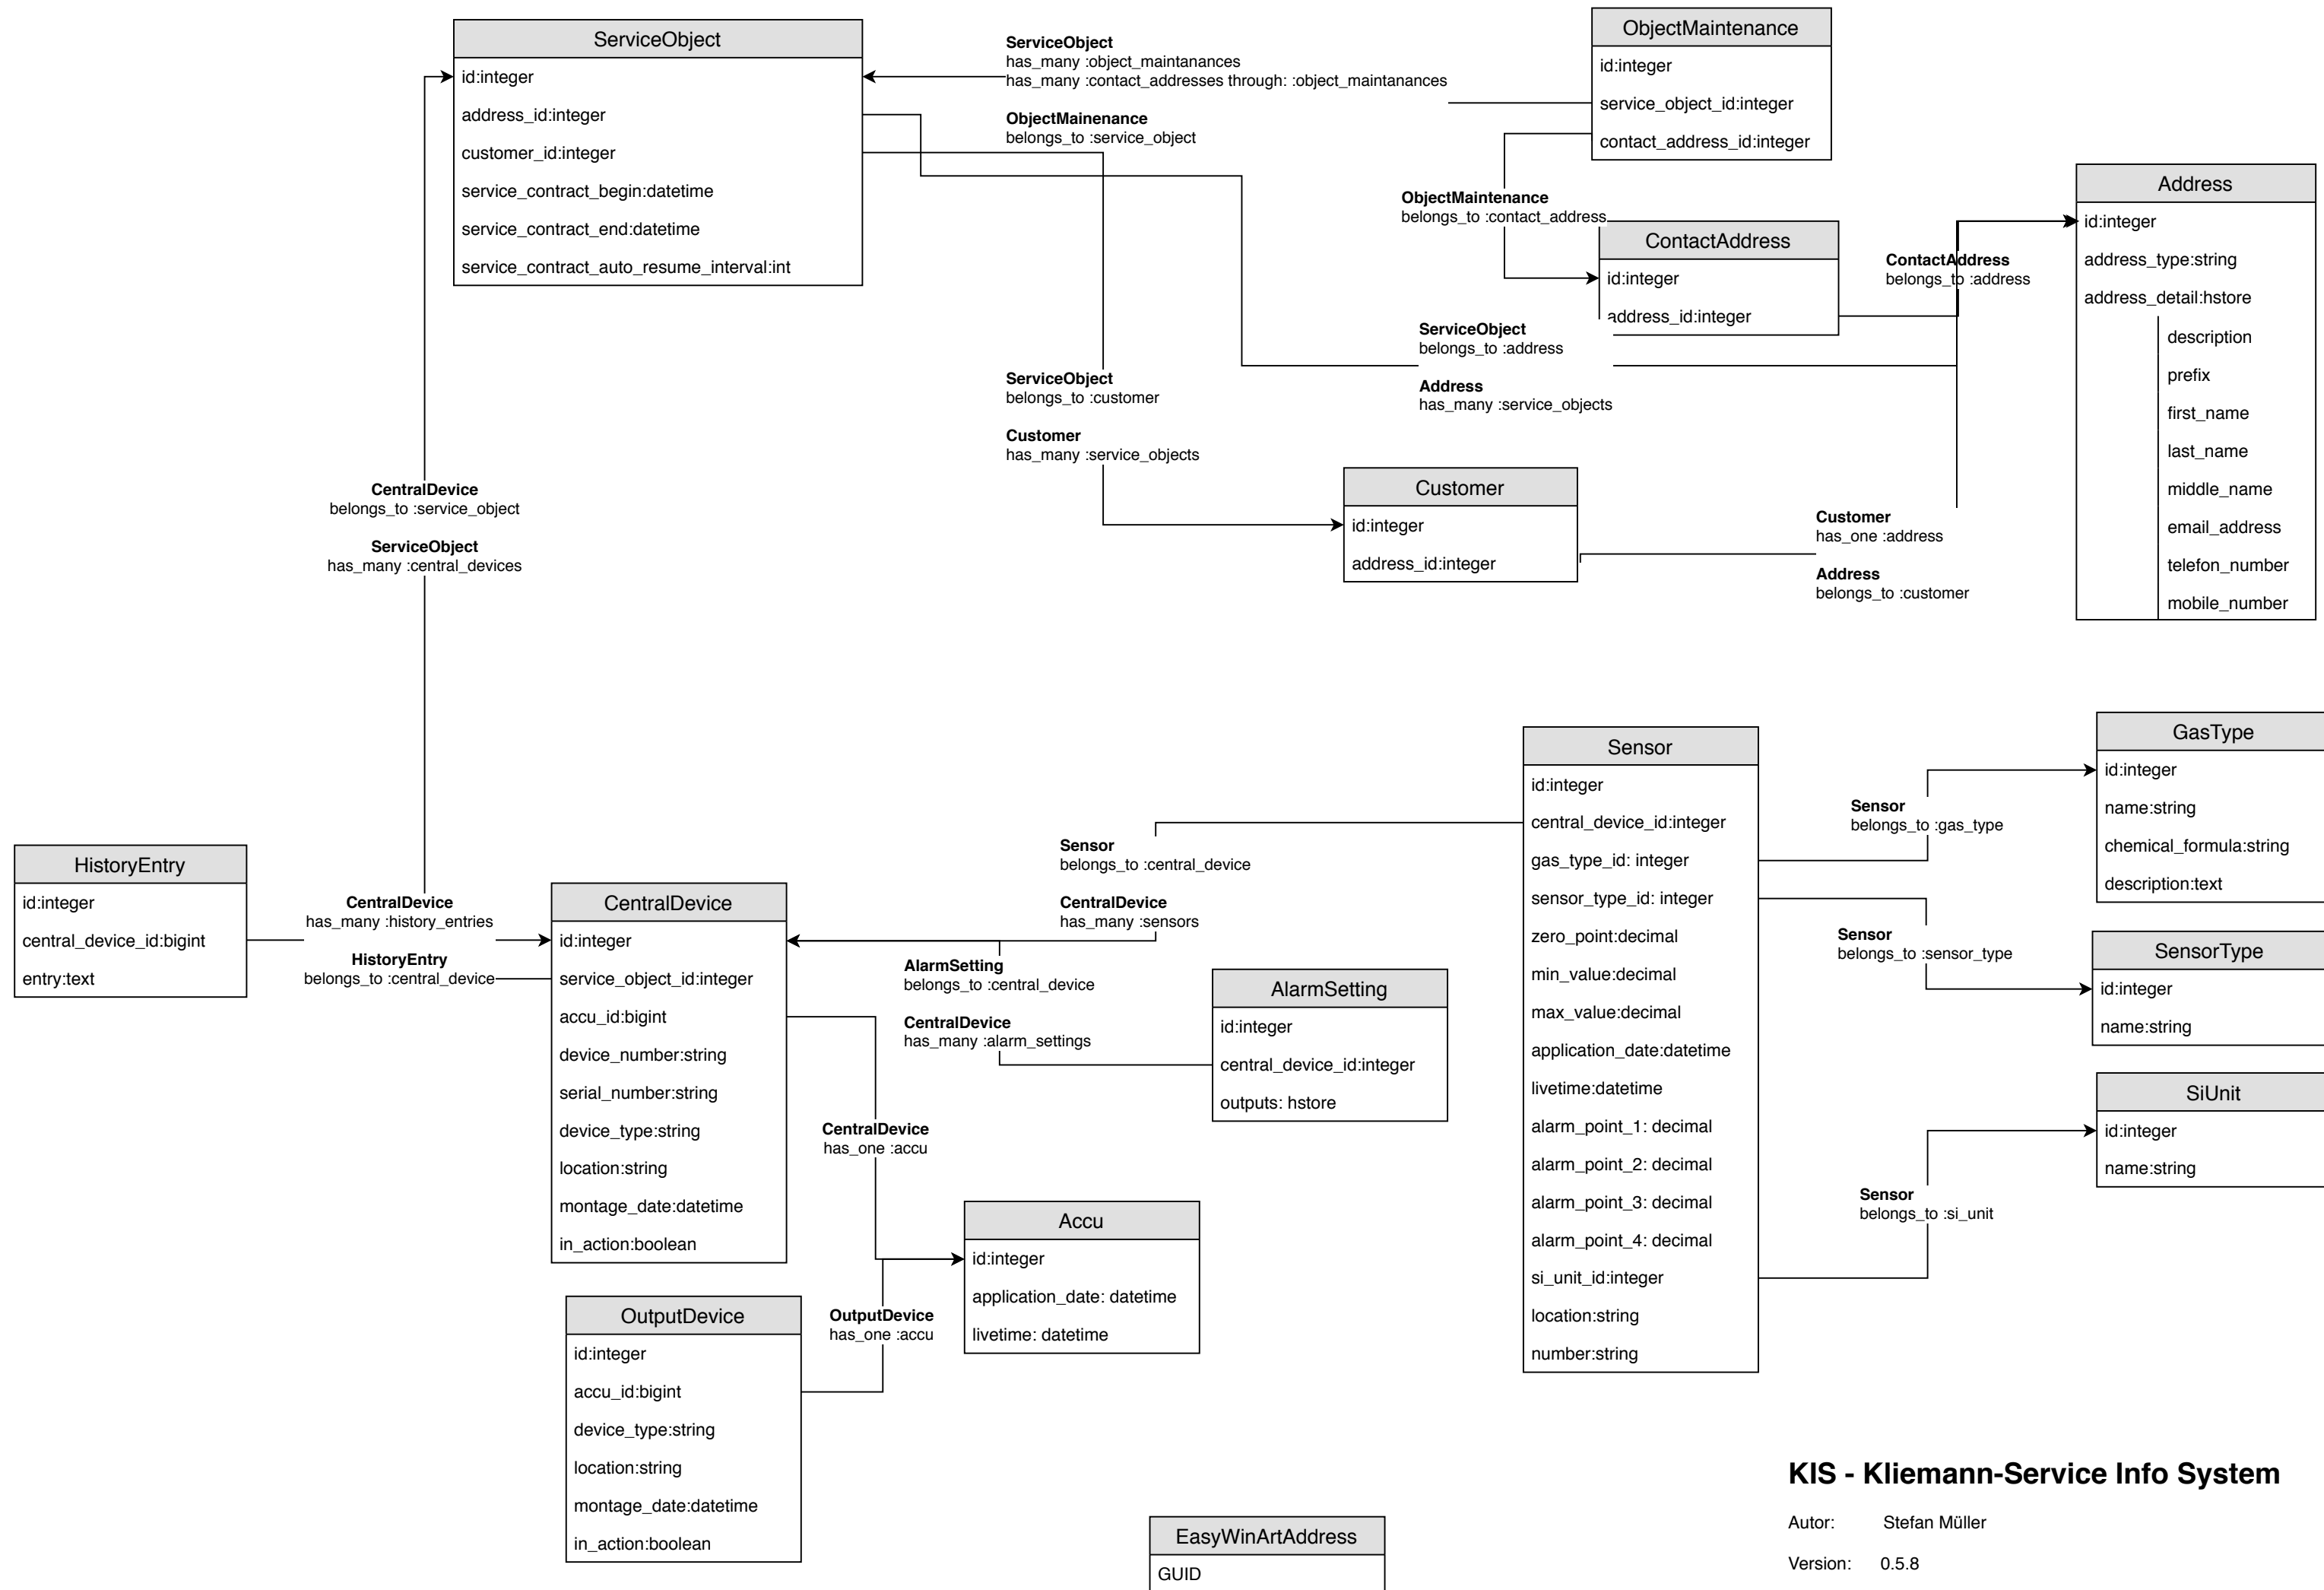 ServiceObject
id:integer
address_id:integer
customer_id:integer
service_contract_begin:datetime
service_contract_end:datetime
service_contract_auto_resume_interval:int
ServiceObject
has_many :object_maintanances
has_many :contact_addresses through: :object_maintanances
ObjectMainenance
belongs_to :service_object
ObjectMaintenance
id:integer
service_object_id:integer
contact_address_id:integer
ObjectMaintenance
belongs_to :contact_address
ContactAddress
id:integer
address_id:integer
ContactAddress
belongs_to :address
Address
id:integer
address_type:string
address_detail:hstore
description
prefix
first_name
last_name
middle_name
email_address
telefon_number
mobile_number
ServiceObject
belongs_to :address
Address
has_many :service_objects
ServiceObject
belongs_to :customer
Customer
has_many :service_objects
Customer
id:integer
address_id:integer
Customer
has_one :address
Address
belongs_to :customer
CentralDevice
belongs_to :service_object
ServiceObject
has_many :central_devices
HistoryEntry
id:integer
central_device_id:bigint
entry:text
CentralDevice
has_many :history_entries
HistoryEntry
belongs_to :central_device
CentralDevice
id:integer
service_object_id:integer
accu_id:bigint
device_number:string
serial_number:string
device_type:string
location:string
montage_date:datetime
in_action:boolean
Sensor
belongs_to :central_device
CentralDevice
has_many :sensors
AlarmSetting
belongs_to :central_device
CentralDevice
has_many :alarm_settings
AlarmSetting
id:integer
central_device_id:integer
outputs: hstore
CentralDevice
has_one :accu
Accu
id:integer
application_date: datetime
livetime: datetime
OutputDevice
has_one :accu
OutputDevice
id:integer
accu_id:bigint
device_type:string
location:string
montage_date:datetime
in_action:boolean
Sensor
id:integer
central_device_id:integer
gas_type_id: integer
sensor_type_id: integer
zero_point:decimal
min_value:decimal
max_value:decimal
application_date:datetime
livetime:datetime
alarm_point_1: decimal
alarm_point_2: decimal
alarm_point_3: decimal
alarm_point_4: decimal
si_unit_id:integer
location:string
number:string
Sensor
belongs_to :gas_type
GasType
id:integer
name:string
chemical_formula:string
description:text
Sensor
belongs_to :sensor_type
SensorType
id:integer
name:string
Sensor
belongs_to :si_unit
SiUnit
id:integer
name:string
EasyWinArtAddress
GUID
KIS - Kliemann-Service Info System
Autor: Stefan Müller
Version: 0.5.8